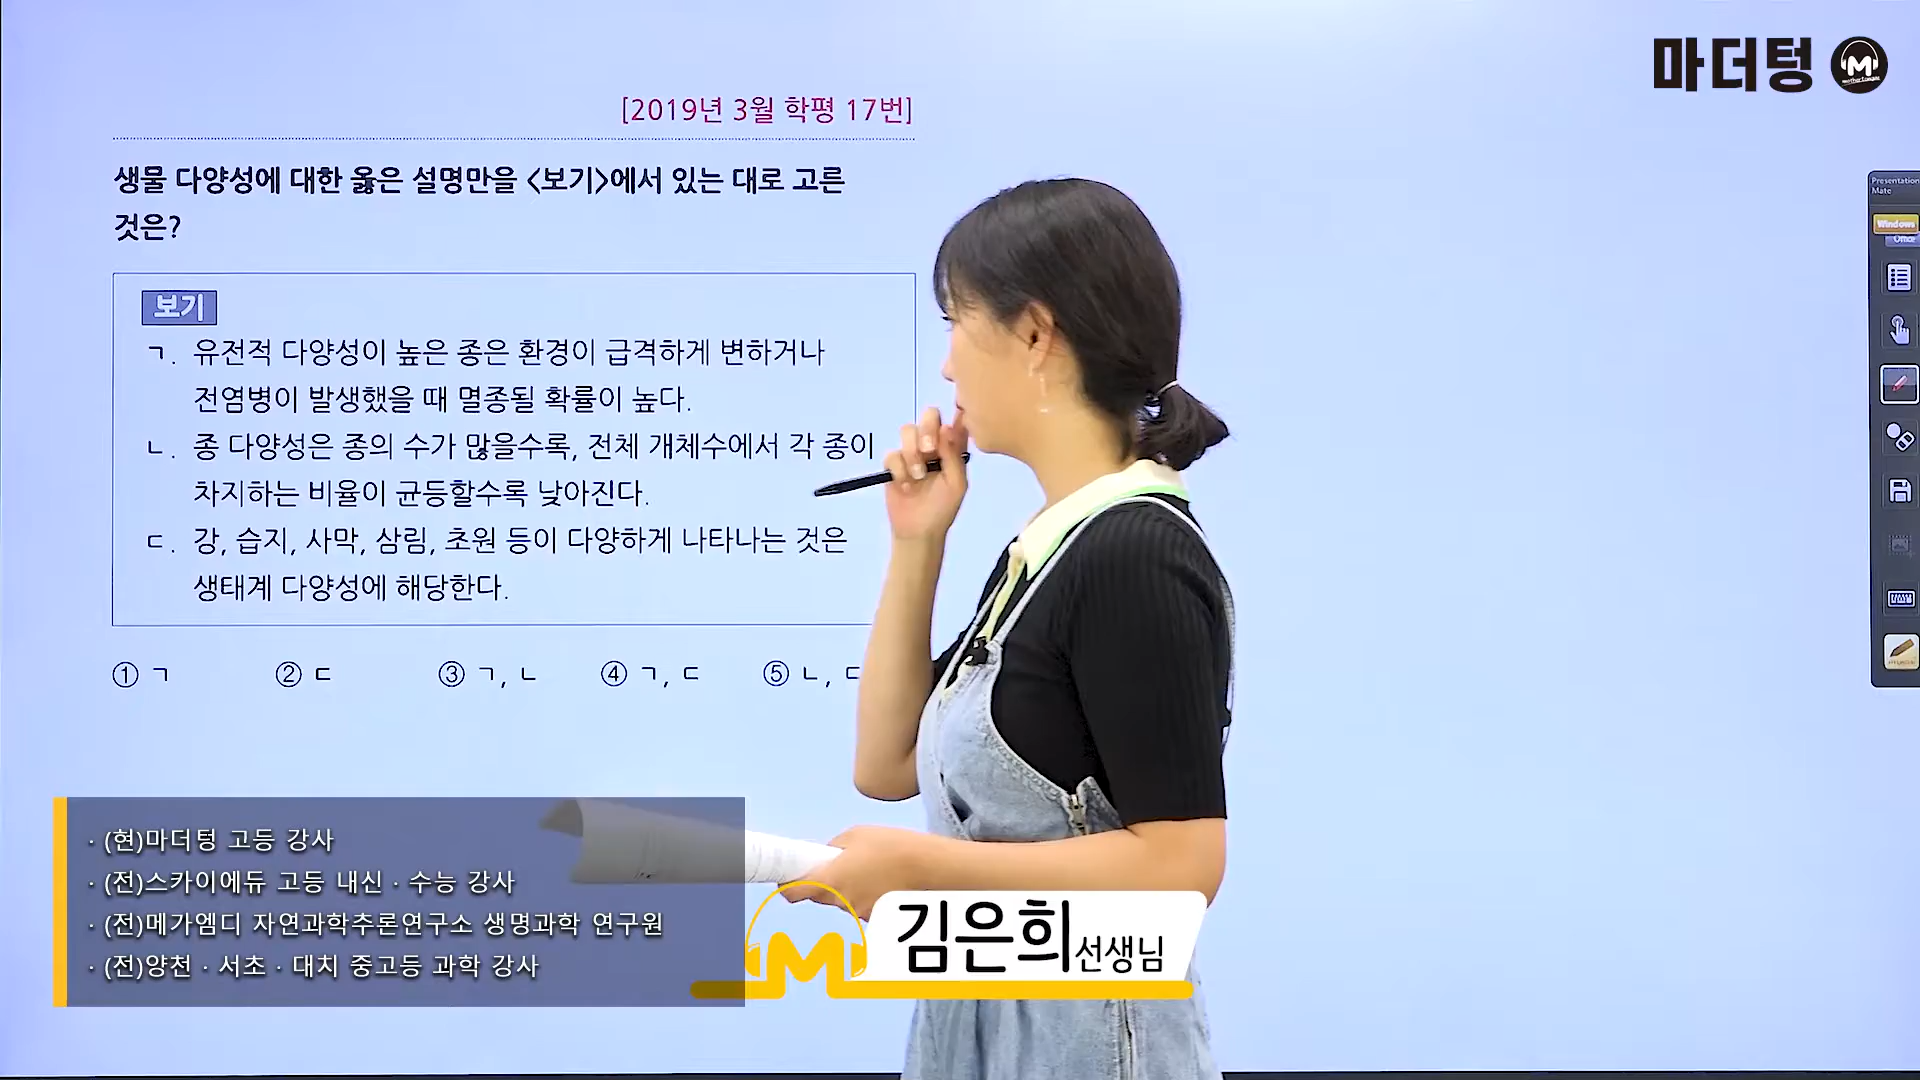 마더텅
[2019년 3월 학평 17번]
생물 다양성에 대한 옳은 설명만을 <보기>에서 있는 대로 고른
것은?
보기
ㄱ. 유전적 다양성이 높은 종은 환경이 급격하게 변하거나
전염병이 발생했을 때 멸종될 확률이 높다.
ㄴ. 종 다양성은 종의 수가 많을수록, 전체 개체수에서 각 종이
차지하는 비율이 균등할수록 낮아진다.
ㄷ. 강, 습지, 사막, 삼림, 초원 등이 다양하게 나타나는 것은
생태계 다양성에 해당한다.
① ㄱ ② ㄷ ③ ㄱ, ㄴ ④ ㄱ, ㄷ ⑤ ㄴ, ㄷ
Presentation
Mate
Windows
Office
· (현)마더텅 고등 강사
· (전)스카이에듀 고등 내신 · 수능 강사
· (전)메가엠디 자연과학추론연구소 생명과학 연구원
· (전)양천 · 서초 · 대치 중고등 과학 강사
김은희선생님